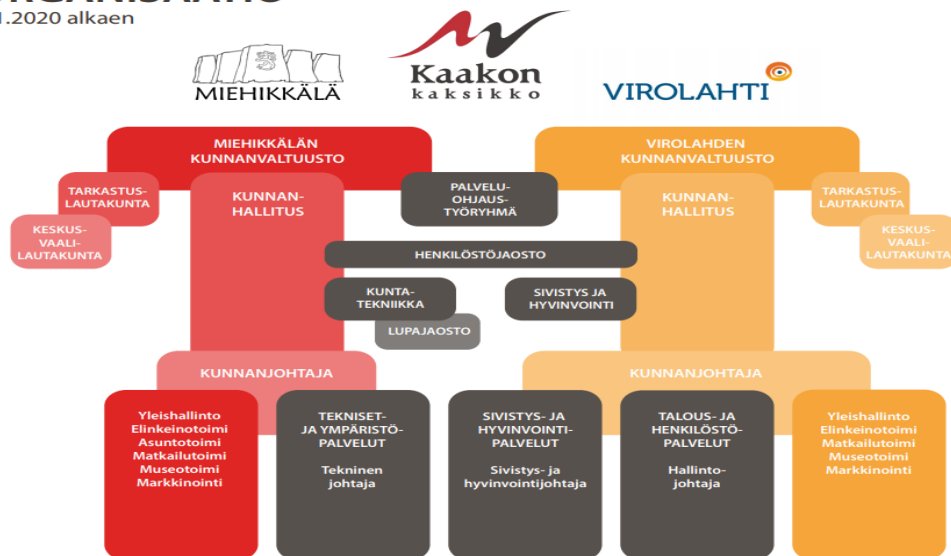 1.2020 alkaen
MIEHIKKÄLÄ
Kaakon
kaksikko
VIROLAHTI
MIEHIKKÄLÄN
KUNNANVALTUUSTO
VIROLAHDEN
KUNNANVALTUUSTO
TARKASTUS-
LAUTAKUNTA
KESKUS-
VAALI-
LAUTAKUNTA
KUNNAN-
HALLITUS
PALVELU-
OHJAUS-
TYÖRYHMÄ
KUNNAN-
HALLITUS
TARKASTUS-
LAUTAKUNTA
KESKUS-
VAALI-
LAUTAKUNTA
HENKILÖSTÖJAOSTO
KUNTA-
TEKNIIKKA
SIVISTYS JA
HYVINVOINTI
LUPAJAOSTO
KUNNANJOHTAJA
KUNNANJOHTAJA
Yleishallinto
Elinkeinotoimi
Asuntotoimi
Matkailutoimi
Museotoimi
Markkinointi
TEKNISET-
JA YMPÄRISTÖ-
PALVELUT
Tekninen
johtaja
SIVISTYS- JA
HYVINVOINTI-
PALVELUT
Sivistys- ja
hyvinvointijohtaja
TALOUS- JA
HENKILÖSTÖ-
PALVELUT
Hallinto-
johtaja
Yleishallinto
Elinkeinotoimi
Matkailutoimi
Museotoimi
Markkinointi